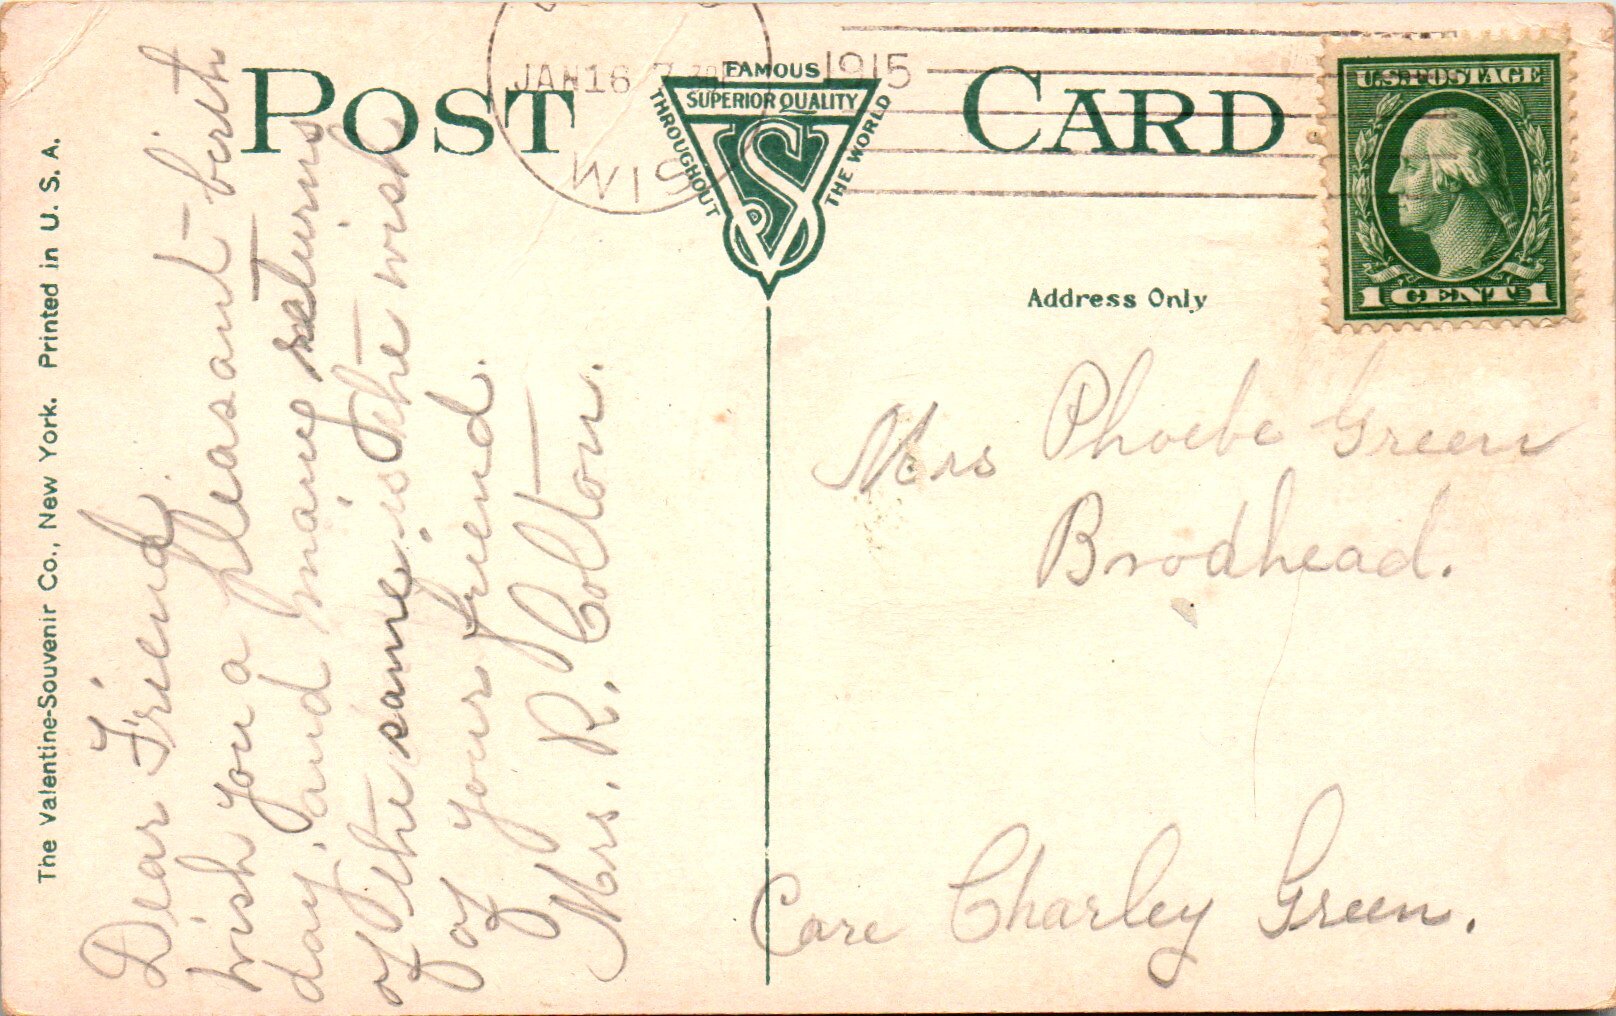 POST CARD
JAN 16 7 1915
WIS
FAMOUS
SUPERIOR QUALITY
THROUGHOUT THE WORLD
VS
U.S. POSTAGE
1 CENT 1
Address Only
The Valentine-Souvenir Co., New York. Printed in U. S. A.
Dear Friend.
wish you a pleasant birth
day. and many returns
of the same. is the wish
of your friend.
Mrs. R. Colton.
Mrs Phoebe Green
Brodhead.
Care Charley Green.